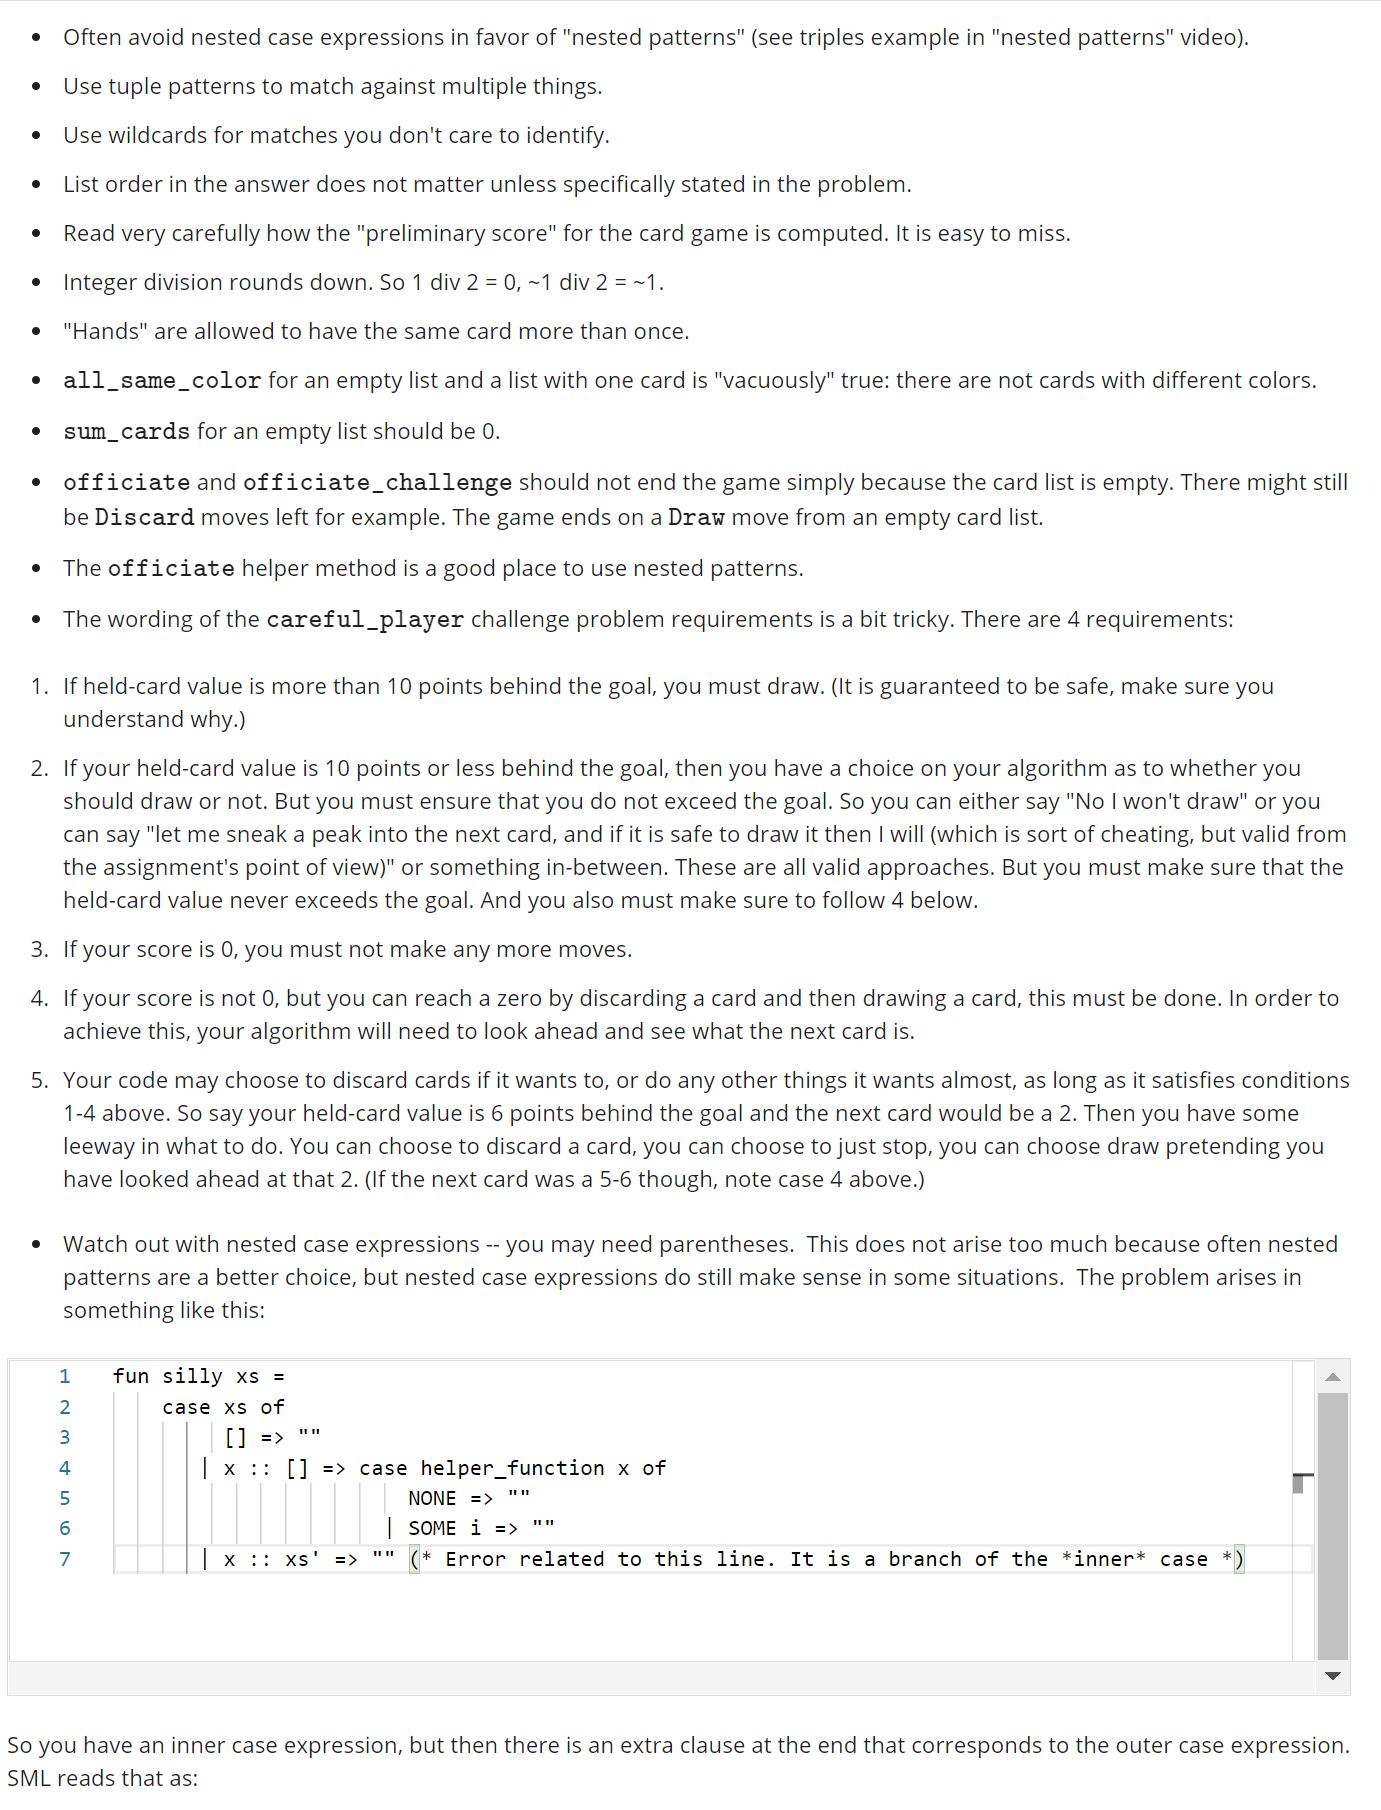 • Often avoid nested case expressions in favor of "nested patterns" (see triples example in "nested patterns" video).
• Use tuple patterns to match against multiple things.
• Use wildcards for matches you don't care to identify.
• List order in the answer does not matter unless specifically stated in the problem.
• Read very carefully how the "preliminary score" for the card game is computed. It is easy to miss.
• Integer division rounds down. So 1 div 2 = 0, ~1 div 2 = ~1.
• "Hands" are allowed to have the same card more than once.
• all_same_color for an empty list and a list with one card is "vacuously" true: there are not cards with different colors.
• sum_cards for an empty list should be 0.
• officiate and officiate_challenge should not end the game simply because the card list is empty. There might still
be Discard moves left for example. The game ends on a Draw move from an empty card list.
• The officiate helper method is a good place to use nested patterns.
• The wording of the careful_player challenge problem requirements is a bit tricky. There are 4 requirements:
1. If held-card value is more than 10 points behind the goal, you must draw. (It is guaranteed to be safe, make sure you
understand why.)
2. If your held-card value is 10 points or less behind the goal, then you have a choice on your algorithm as to whether you
should draw or not. But you must ensure that you do not exceed the goal. So you can either say "No I won't draw" or you
can say "let me sneak a peak into the next card, and if it is safe to draw it then I will (which is sort of cheating, but valid from
the assignment's point of view)" or something in-between. These are all valid approaches. But you must make sure that the
held-card value never exceeds the goal. And you also must make sure to follow 4 below.
3. If your score is 0, you must not make any more moves.
4. If your score is not 0, but you can reach a zero by discarding a card and then drawing a card, this must be done. In order to
achieve this, your algorithm will need to look ahead and see what the next card is.
5. Your code may choose to discard cards if it wants to, or do any other things it wants almost, as long as it satisfies conditions
1-4 above. So say your held-card value is 6 points behind the goal and the next card would be a 2. Then you have some
leeway in what to do. You can choose to discard a card, you can choose to just stop, you can choose draw pretending you
have looked ahead at that 2. (If the next card was a 5-6 though, note case 4 above.)
• Watch out with nested case expressions -- you may need parentheses. This does not arise too much because often nested
patterns are a better choice, but nested case expressions do still make sense in some situations. The problem arises in
something like this:
1 fun silly xs =
2 case xs of
3 [] => ""
4 | x :: [] => case helper_function x of
5 NONE => ""
6 | SOME i => ""
7 | x :: xs' => "" (* Error related to this line. It is a branch of the *inner* case *)
So you have an inner case expression, but then there is an extra clause at the end that corresponds to the outer case expression.
SML reads that as: